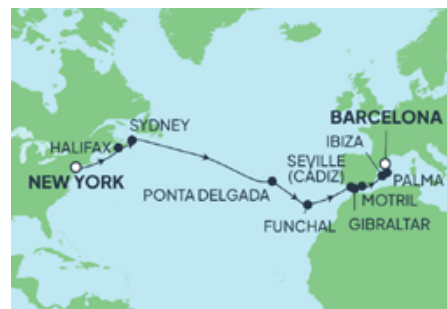 SYDNEY
HALIFAX
NEW YORK
BARCELONA
IBIZA
SEVILLE
(CADIZ)
PALMA
PONTA DELGADA
MOTRIL
FUNCHAL
GIBRALTAR